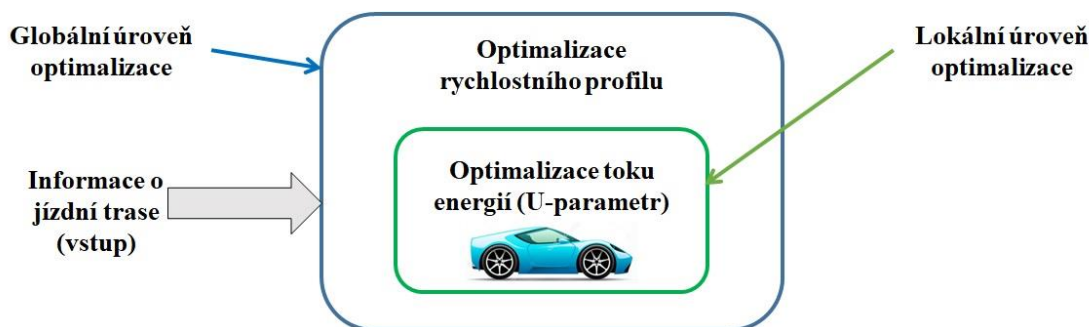 Globální úroveň
optimalizace
Optimalizace
rychlostního profilu
Lokální úroveň
optimalizace
Informace o
jízdní trase
(vstup)
Optimalizace toku
energií (U-parametr)